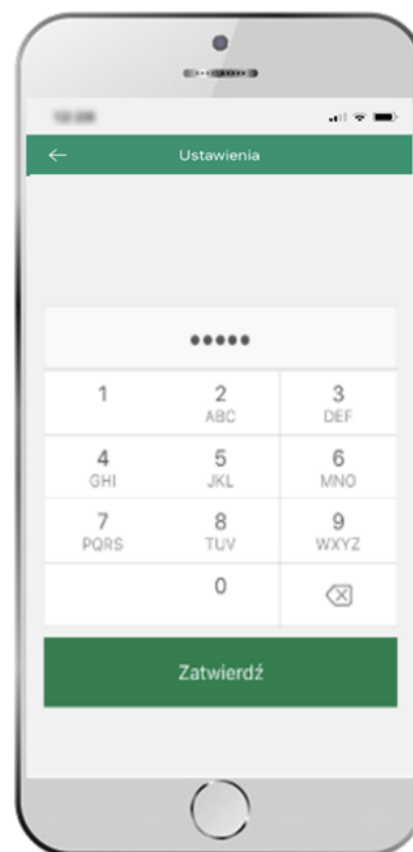 Ustawienia
•••••
1 2 3
ABC DEF
4 5 6
GHI JKL MNO
7 8 9
PQRS TUV WXYZ
0
Zatwierdź